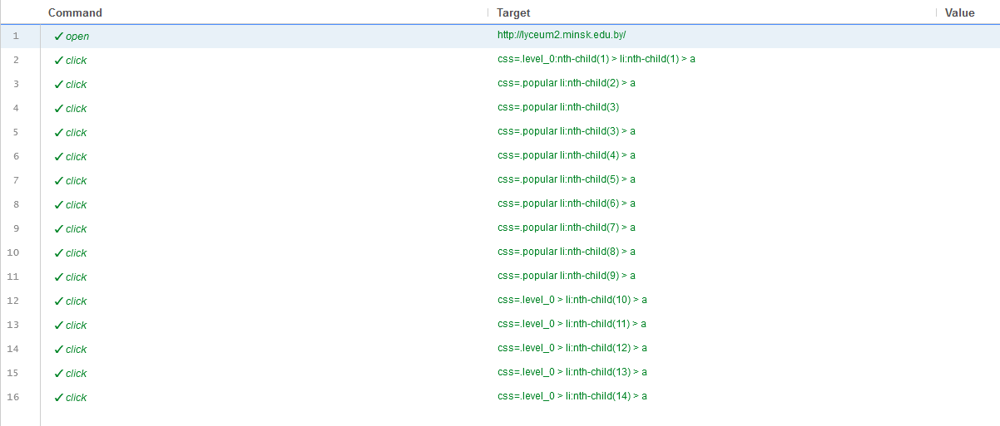 Command Target Value
1 ✓ open http://lyceum2.minsk.edu.by/
2 ✓ click css=.level_0:nth-child(1) > li:nth-child(1) > a
3 ✓ click css=.popular li:nth-child(2) > a
4 ✓ click css=.popular li:nth-child(3)
5 ✓ click css=.popular li:nth-child(3) > a
6 ✓ click css=.popular li:nth-child(4) > a
7 ✓ click css=.popular li:nth-child(5) > a
8 ✓ click css=.popular li:nth-child(6) > a
9 ✓ click css=.popular li:nth-child(7) > a
10 ✓ click css=.popular li:nth-child(8) > a
11 ✓ click css=.popular li:nth-child(9) > a
12 ✓ click css=.level_0 > li:nth-child(10) > a
13 ✓ click css=.level_0 > li:nth-child(11) > a
14 ✓ click css=.level_0 > li:nth-child(12) > a
15 ✓ click css=.level_0 > li:nth-child(13) > a
16 ✓ click css=.level_0 > li:nth-child(14) > a